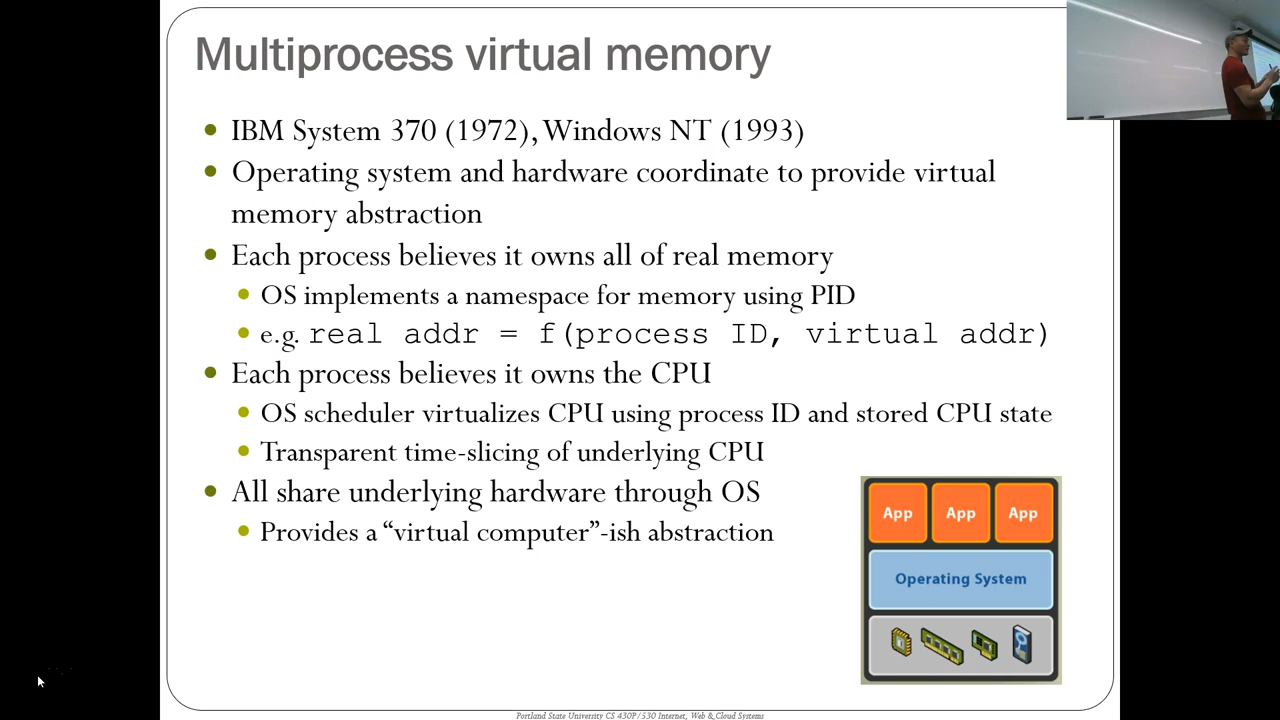 Multiprocess virtual memory
IBM System 370 (1972), Windows NT (1993)
Operating system and hardware coordinate to provide virtual
memory abstraction
Each process believes it owns all of real memory
OS implements a namespace for memory using PID
e.g. real addr = f(process ID, virtual addr)
Each process believes it owns the CPU
OS scheduler virtualizes CPU using process ID and stored CPU state
Transparent time-slicing of underlying CPU
All share underlying hardware through OS
Provides a “virtual computer”-ish abstraction
App App App
Operating System
Portland State University CS 430P/530 Internet, Web & Cloud Systems